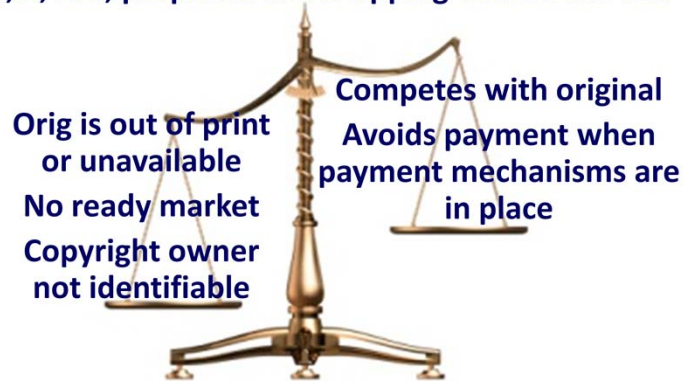 Orig is out of print
or unavailable
No ready market
Copyright owner
not identifiable
Competes with original
Avoids payment when
payment mechanisms are
in place